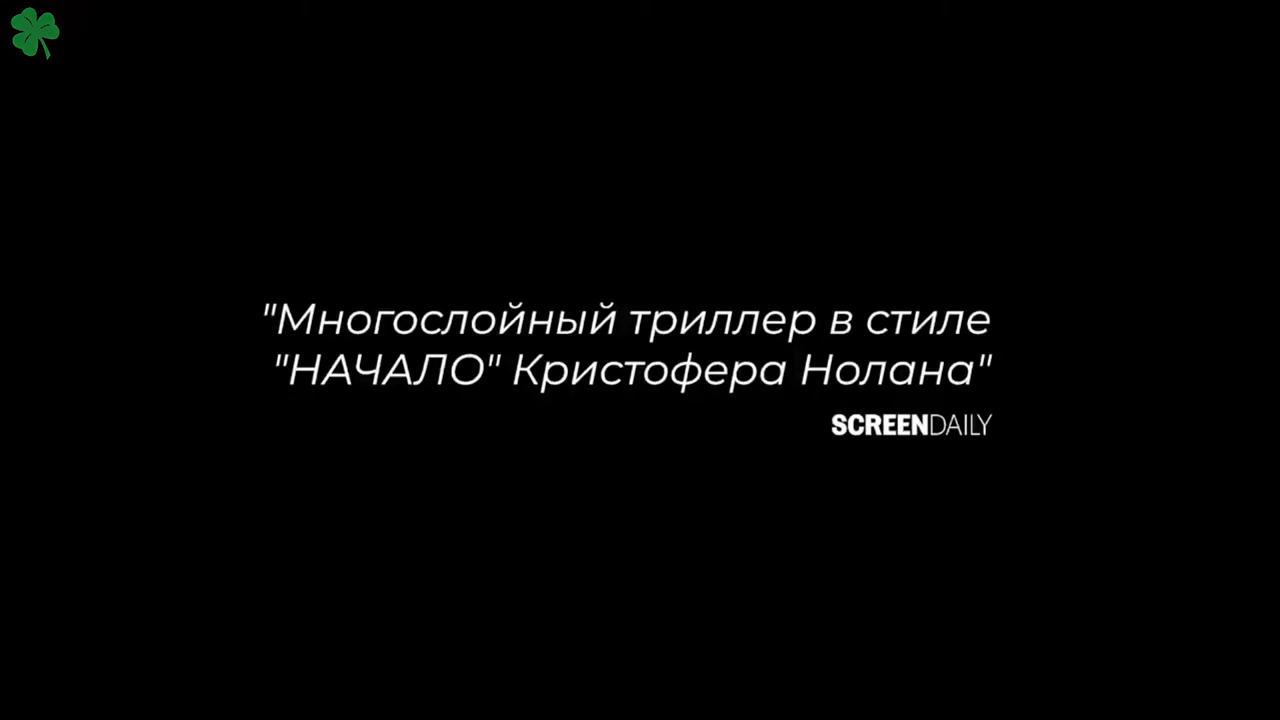 "Многослойный триллер в стиле
"НАЧАЛО" Кристофера Нолана"
SCREENDAILY